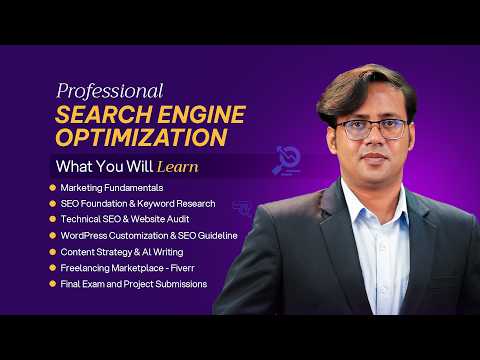 Professional
SEARCH ENGINE
OPTIMIZATION
What You Will Learn
Marketing Fundamentals
SEO Foundation & Keyword Research
Technical SEO & Website Audit
WordPress Customization & SEO Guideline
Content Strategy & AI Writing
Freelancing Marketplace - Fiverr
Final Exam and Project Submissions